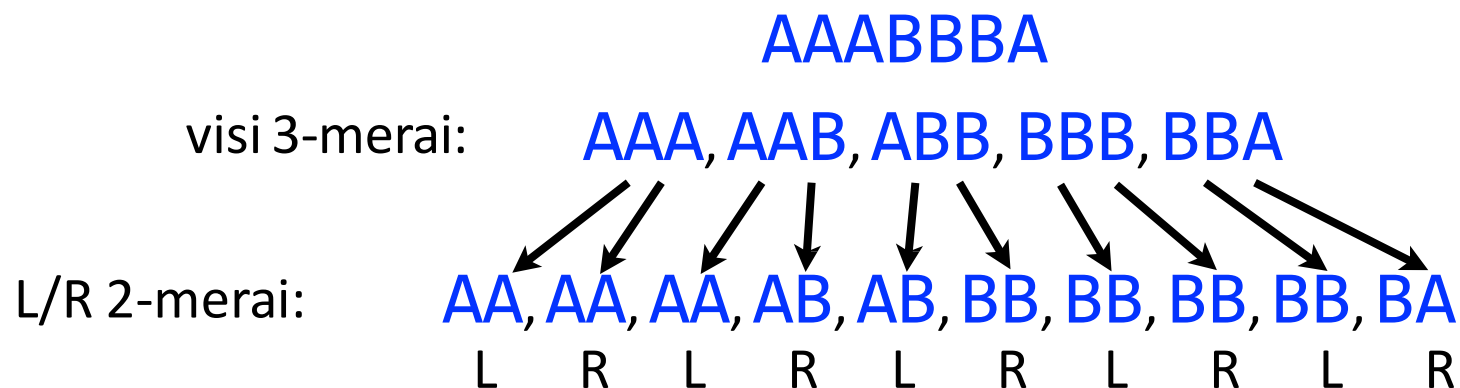 AAABBBA
visi 3-merai: AAA, AAB, ABB, BBB, BBA
L/R 2-merai: AA, AA, AA, AB, AB, BB, BB, BB, BB, BA
L R L R L R L R L R